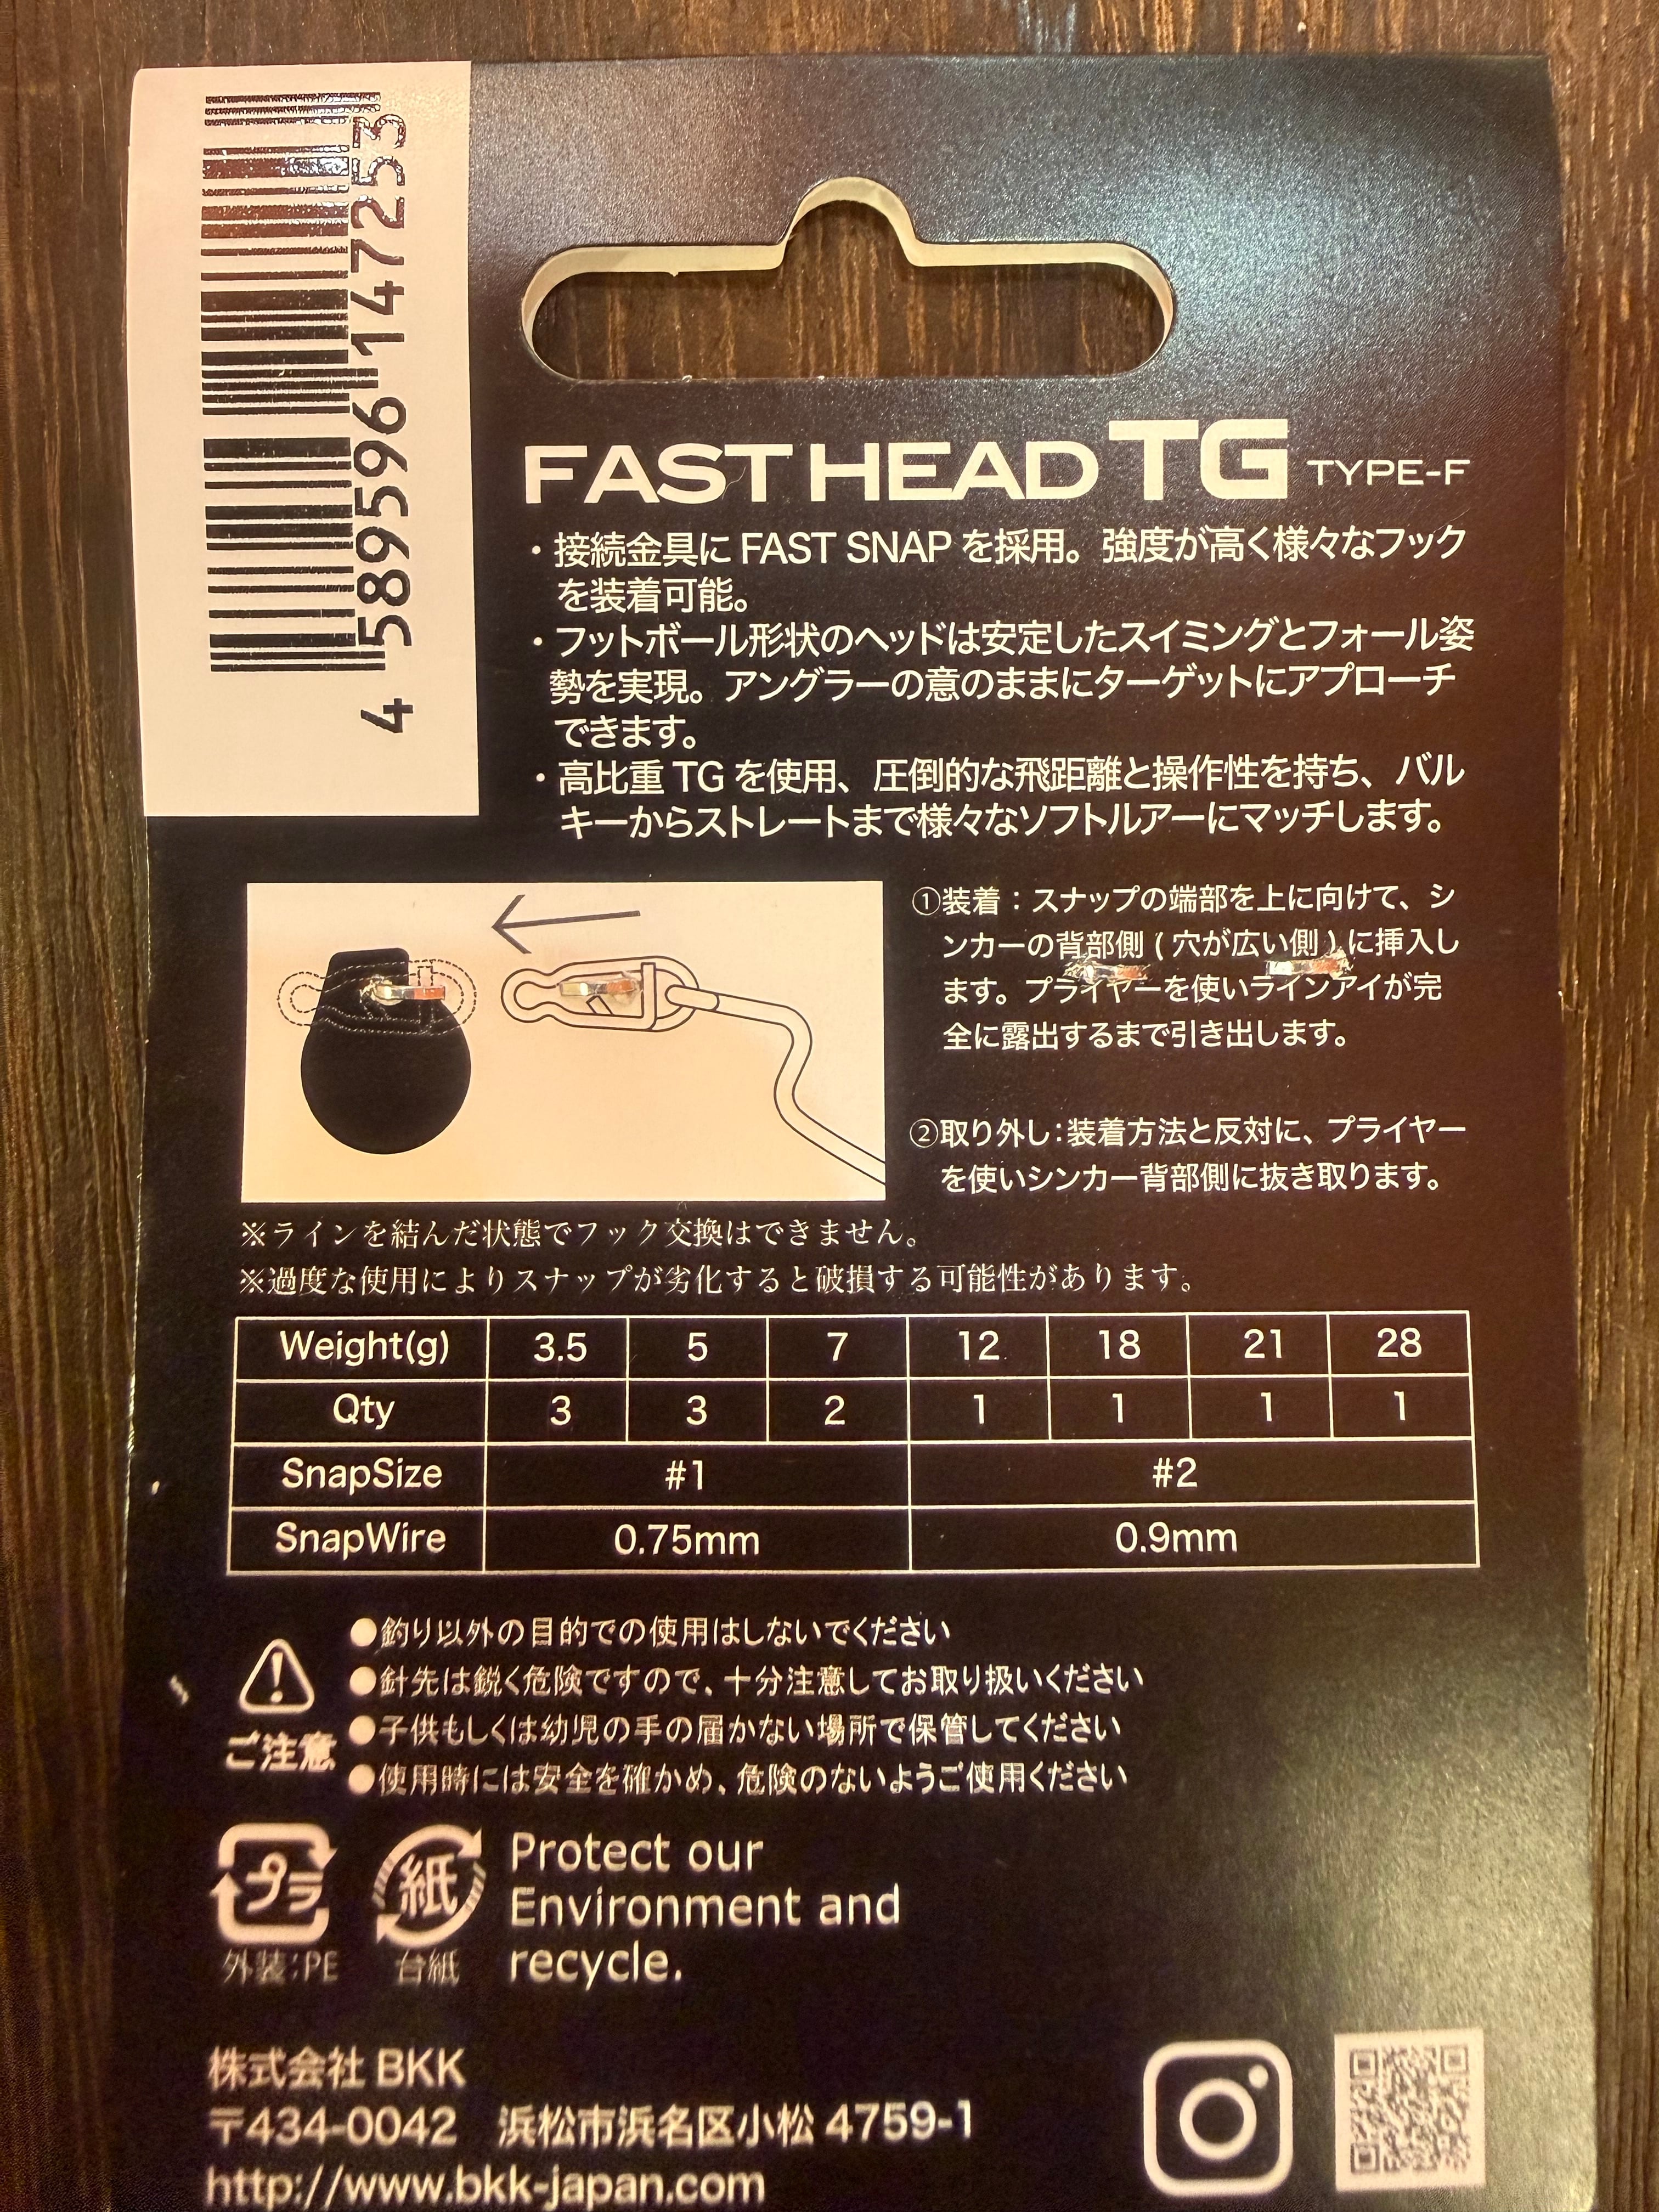 4 589596 147253
FAST HEAD TG TYPE-F
・接続金具に FAST SNAP を採用。強度が高く様々なフック
を装着可能。
・フットボール形状のヘッドは安定したスイミングとフォール姿
勢を実現。アングラーの意のままにターゲットにアプローチ
できます。
・高比重 TG を使用、圧倒的な飛距離と操作性を持ち、バル
キーからストレートまで様々なソフトルアーにマッチします。
①装着：スナップの端部を上に向けて、シ
ンカーの背部側 ( 穴が広い側 ) に挿入し
ます。プライヤーを使いラインアイが完
全に露出するまで引き出します。
②取り外し：装着方法と反対に、プライヤー
を使いシンカー背部側に抜き取ります。
※ラインを結んだ状態でフック交換はできません。
※過度な使用によりスナップが劣化すると破損する可能性があります。
Weight(g) 3.5 5 7 12 18 21 28
Qty 3 3 2 1 1 1 1
SnapSize #1 #2
SnapWire 0.75mm 0.9mm
ご注意
●釣り以外の目的での使用はしないでください
●針先は鋭く危険ですので、十分注意してお取り扱いください
●子供もしくは幼児の手の届かない場所で保管してください
●使用時には安全を確かめ、危険のないようご使用ください
プラ
外装:PE
紙
台紙
Protect our
Environment and
recycle.
株式会社 BKK
〒434-0042 浜松市浜名区小松 4759-1
http://www.bkk-japan.com